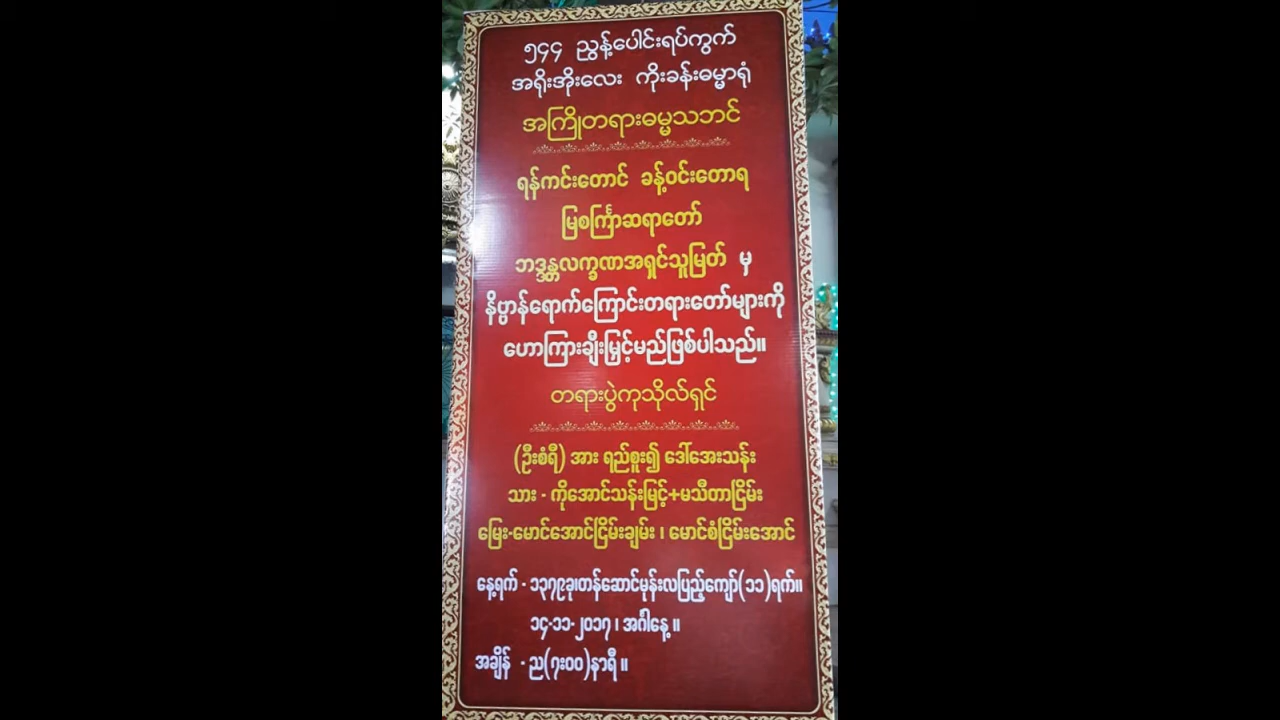 ၅၄၄ ညွန့်ပေါင်းရပ်ကွက်
အရိုးအိုးလေး ကိုးခန်းဓမ္မာရုံ
အကြိုတရားဓမ္မသဘင်
ရန်ကင်းတောင် ခန့်ဝင်းတောရ
မြစင်္ကြာဆရာတော်
ဘဒ္ဒန္တလက္ခဏအရှင်သူမြတ် မှ
နိဗ္ဗာန်ရောက်ကြောင်းတရားတော်များကို
ဟောကြားချီးမြှင့်မည်ဖြစ်ပါသည်။
တရားပွဲကုသိုလ်ရှင်
(ဦးစံရီ) အား ရည်စူး၍ ဒေါ်အေးသန်း
သား - ကိုအောင်သန်းမြင့်+မသီတာငြိမ်း
မြေး-မောင်အောင်ငြိမ်းချမ်း ၊ မောင်စံငြိမ်းအောင်
နေ့ရက် - ၁၃၇၉ခု၊တန်ဆောင်မုန်းလပြည့်ကျော်(၁၁)ရက်။
၁၄-၁၁-၂၀၁၇ ၊ အင်္ဂါနေ့ ။
အချိန် - ည(၇း၀၀)နာရီ ။